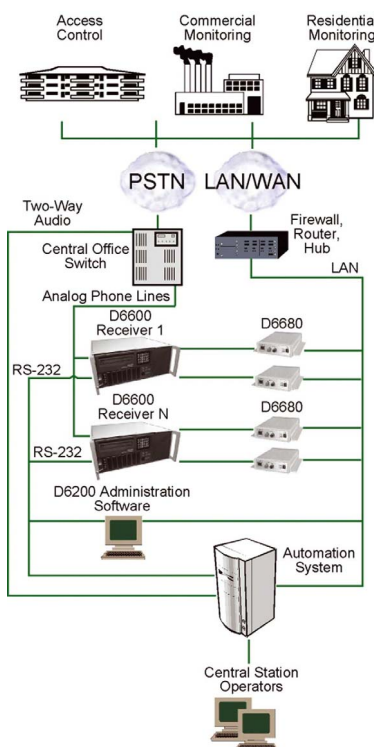 Access
Control
Commercial
Monitoring
Residential
Monitoring
PSTN
LAN/WAN
Two-Way
Audio
Central Office
Switch
Firewall,
Router,
Hub
LAN
Analog Phone Lines
D6600
Receiver 1
D6680
RS-232
D6600
Receiver N
D6680
RS-232
D6200 Administration
Software
Automation
System
Central Station
Operators